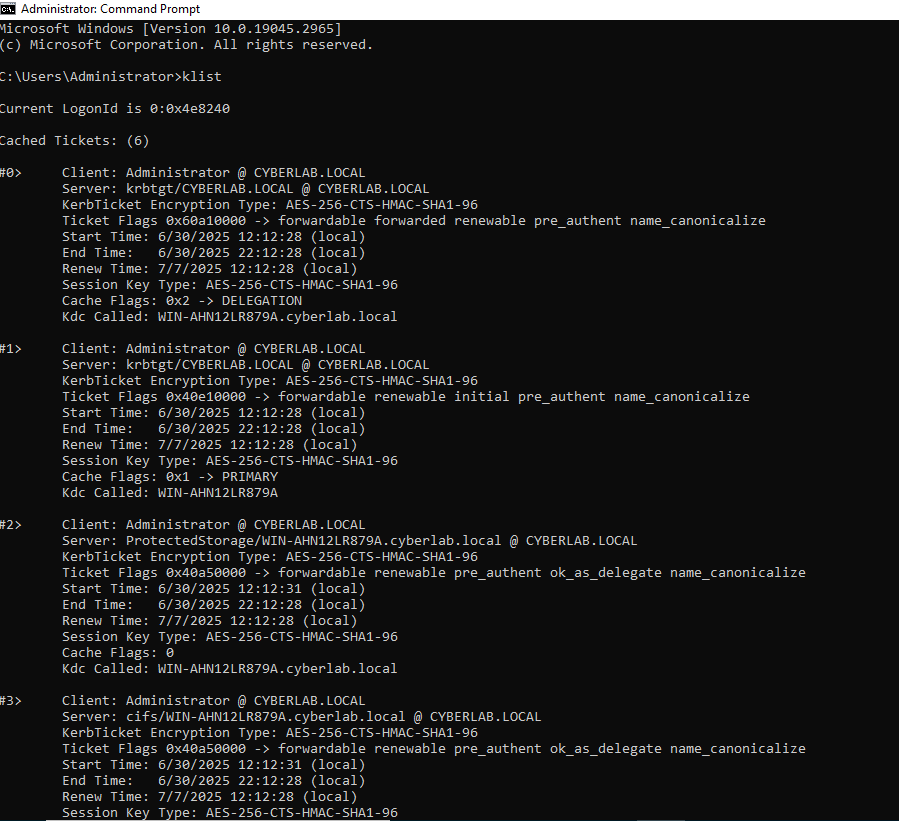 Administrator: Command Prompt
Microsoft Windows [Version 10.0.19045.2965]
(c) Microsoft Corporation. All rights reserved.
C:\Users\Administrator>klist
Current LogonId is 0:0x4e8240
Cached Tickets: (6)
#0>     Client: Administrator @ CYBERLAB.LOCAL
Server: krbtgt/CYBERLAB.LOCAL @ CYBERLAB.LOCAL
KerbTicket Encryption Type: AES-256-CTS-HMAC-SHA1-96
Ticket Flags 0x60a10000 -> forwardable forwarded renewable pre_authent name_canonicalize
Start Time: 6/30/2025 12:12:28 (local)
End Time:   6/30/2025 22:12:28 (local)
Renew Time: 7/7/2025 12:12:28 (local)
Session Key Type: AES-256-CTS-HMAC-SHA1-96
Cache Flags: 0x2 -> DELEGATION
Kdc Called: WIN-AHN12LR879A.cyberlab.local
#1>     Client: Administrator @ CYBERLAB.LOCAL
Server: krbtgt/CYBERLAB.LOCAL @ CYBERLAB.LOCAL
KerbTicket Encryption Type: AES-256-CTS-HMAC-SHA1-96
Ticket Flags 0x40e10000 -> forwardable renewable initial pre_authent name_canonicalize
Start Time: 6/30/2025 12:12:28 (local)
End Time:   6/30/2025 22:12:28 (local)
Renew Time: 7/7/2025 12:12:28 (local)
Session Key Type: AES-256-CTS-HMAC-SHA1-96
Cache Flags: 0x1 -> PRIMARY
Kdc Called: WIN-AHN12LR879A
#2>     Client: Administrator @ CYBERLAB.LOCAL
Server: ProtectedStorage/WIN-AHN12LR879A.cyberlab.local @ CYBERLAB.LOCAL
KerbTicket Encryption Type: AES-256-CTS-HMAC-SHA1-96
Ticket Flags 0x40a50000 -> forwardable renewable pre_authent ok_as_delegate name_canonicalize
Start Time: 6/30/2025 12:12:31 (local)
End Time:   6/30/2025 22:12:28 (local)
Renew Time: 7/7/2025 12:12:28 (local)
Session Key Type: AES-256-CTS-HMAC-SHA1-96
Cache Flags: 0
Kdc Called: WIN-AHN12LR879A.cyberlab.local
#3>     Client: Administrator @ CYBERLAB.LOCAL
Server: cifs/WIN-AHN12LR879A.cyberlab.local @ CYBERLAB.LOCAL
KerbTicket Encryption Type: AES-256-CTS-HMAC-SHA1-96
Ticket Flags 0x40a50000 -> forwardable renewable pre_authent ok_as_delegate name_canonicalize
Start Time: 6/30/2025 12:12:31 (local)
End Time:   6/30/2025 22:12:28 (local)
Renew Time: 7/7/2025 12:12:28 (local)
Session Key Type: AES-256-CTS-HMAC-SHA1-96